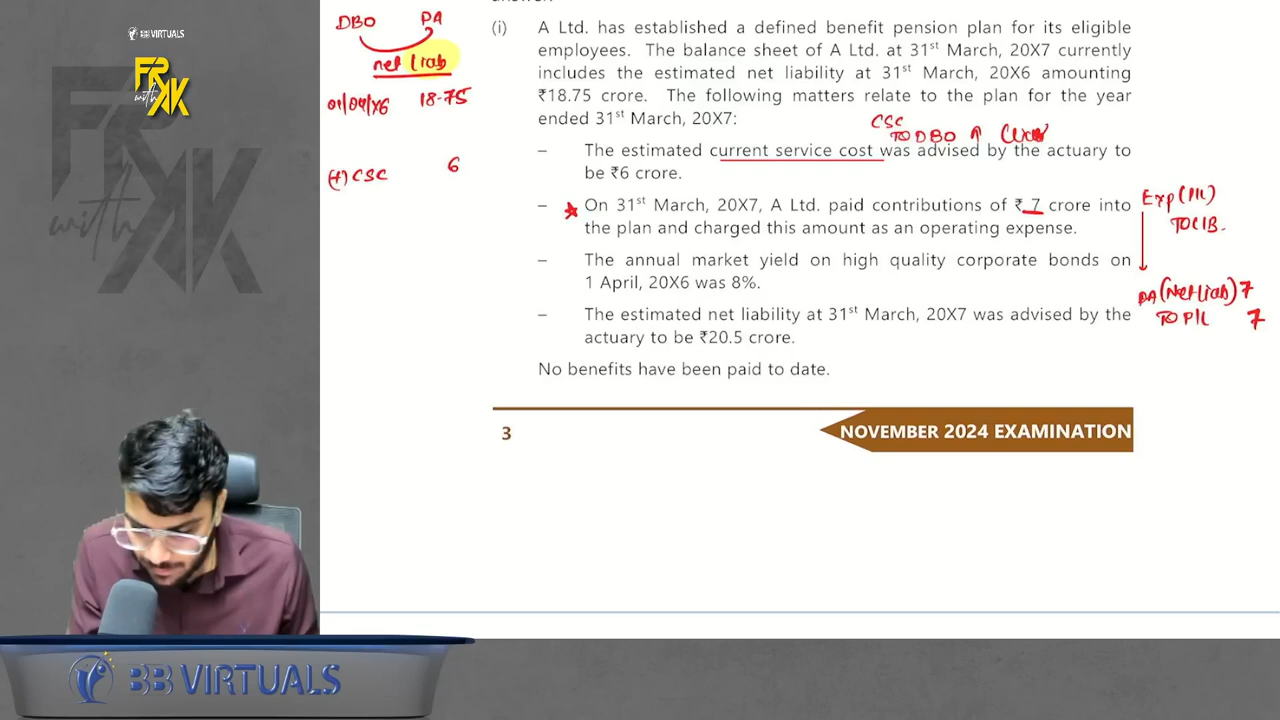 BB VIRTUALS
FR
with
AK
FR
with
AK
answer.
DBO PA
net liab
01/04/X6 18-75
(+) CSC 6
(i) A Ltd. has established a defined benefit pension plan for its eligible
employees. The balance sheet of A Ltd. at 31st March, 20X7 currently
includes the estimated net liability at 31st March, 20X6 amounting
₹18.75 crore. The following matters relate to the plan for the year
ended 31st March, 20X7:
CSC
TO DBO ↑
– The estimated current service cost was advised by the actuary to
be ₹6 crore.
– On 31st March, 20X7, A Ltd. paid contributions of ₹ 7 crore into
the plan and charged this amount as an operating expense.
Exp (P/L)
TO C/B
– The annual market yield on high quality corporate bonds on
1 April, 20X6 was 8%.
PA (Net liab) 7
TO P/L 7
– The estimated net liability at 31st March, 20X7 was advised by the
actuary to be ₹20.5 crore.
No benefits have been paid to date.
3 NOVEMBER 2024 EXAMINATION
BB VIRTUALS